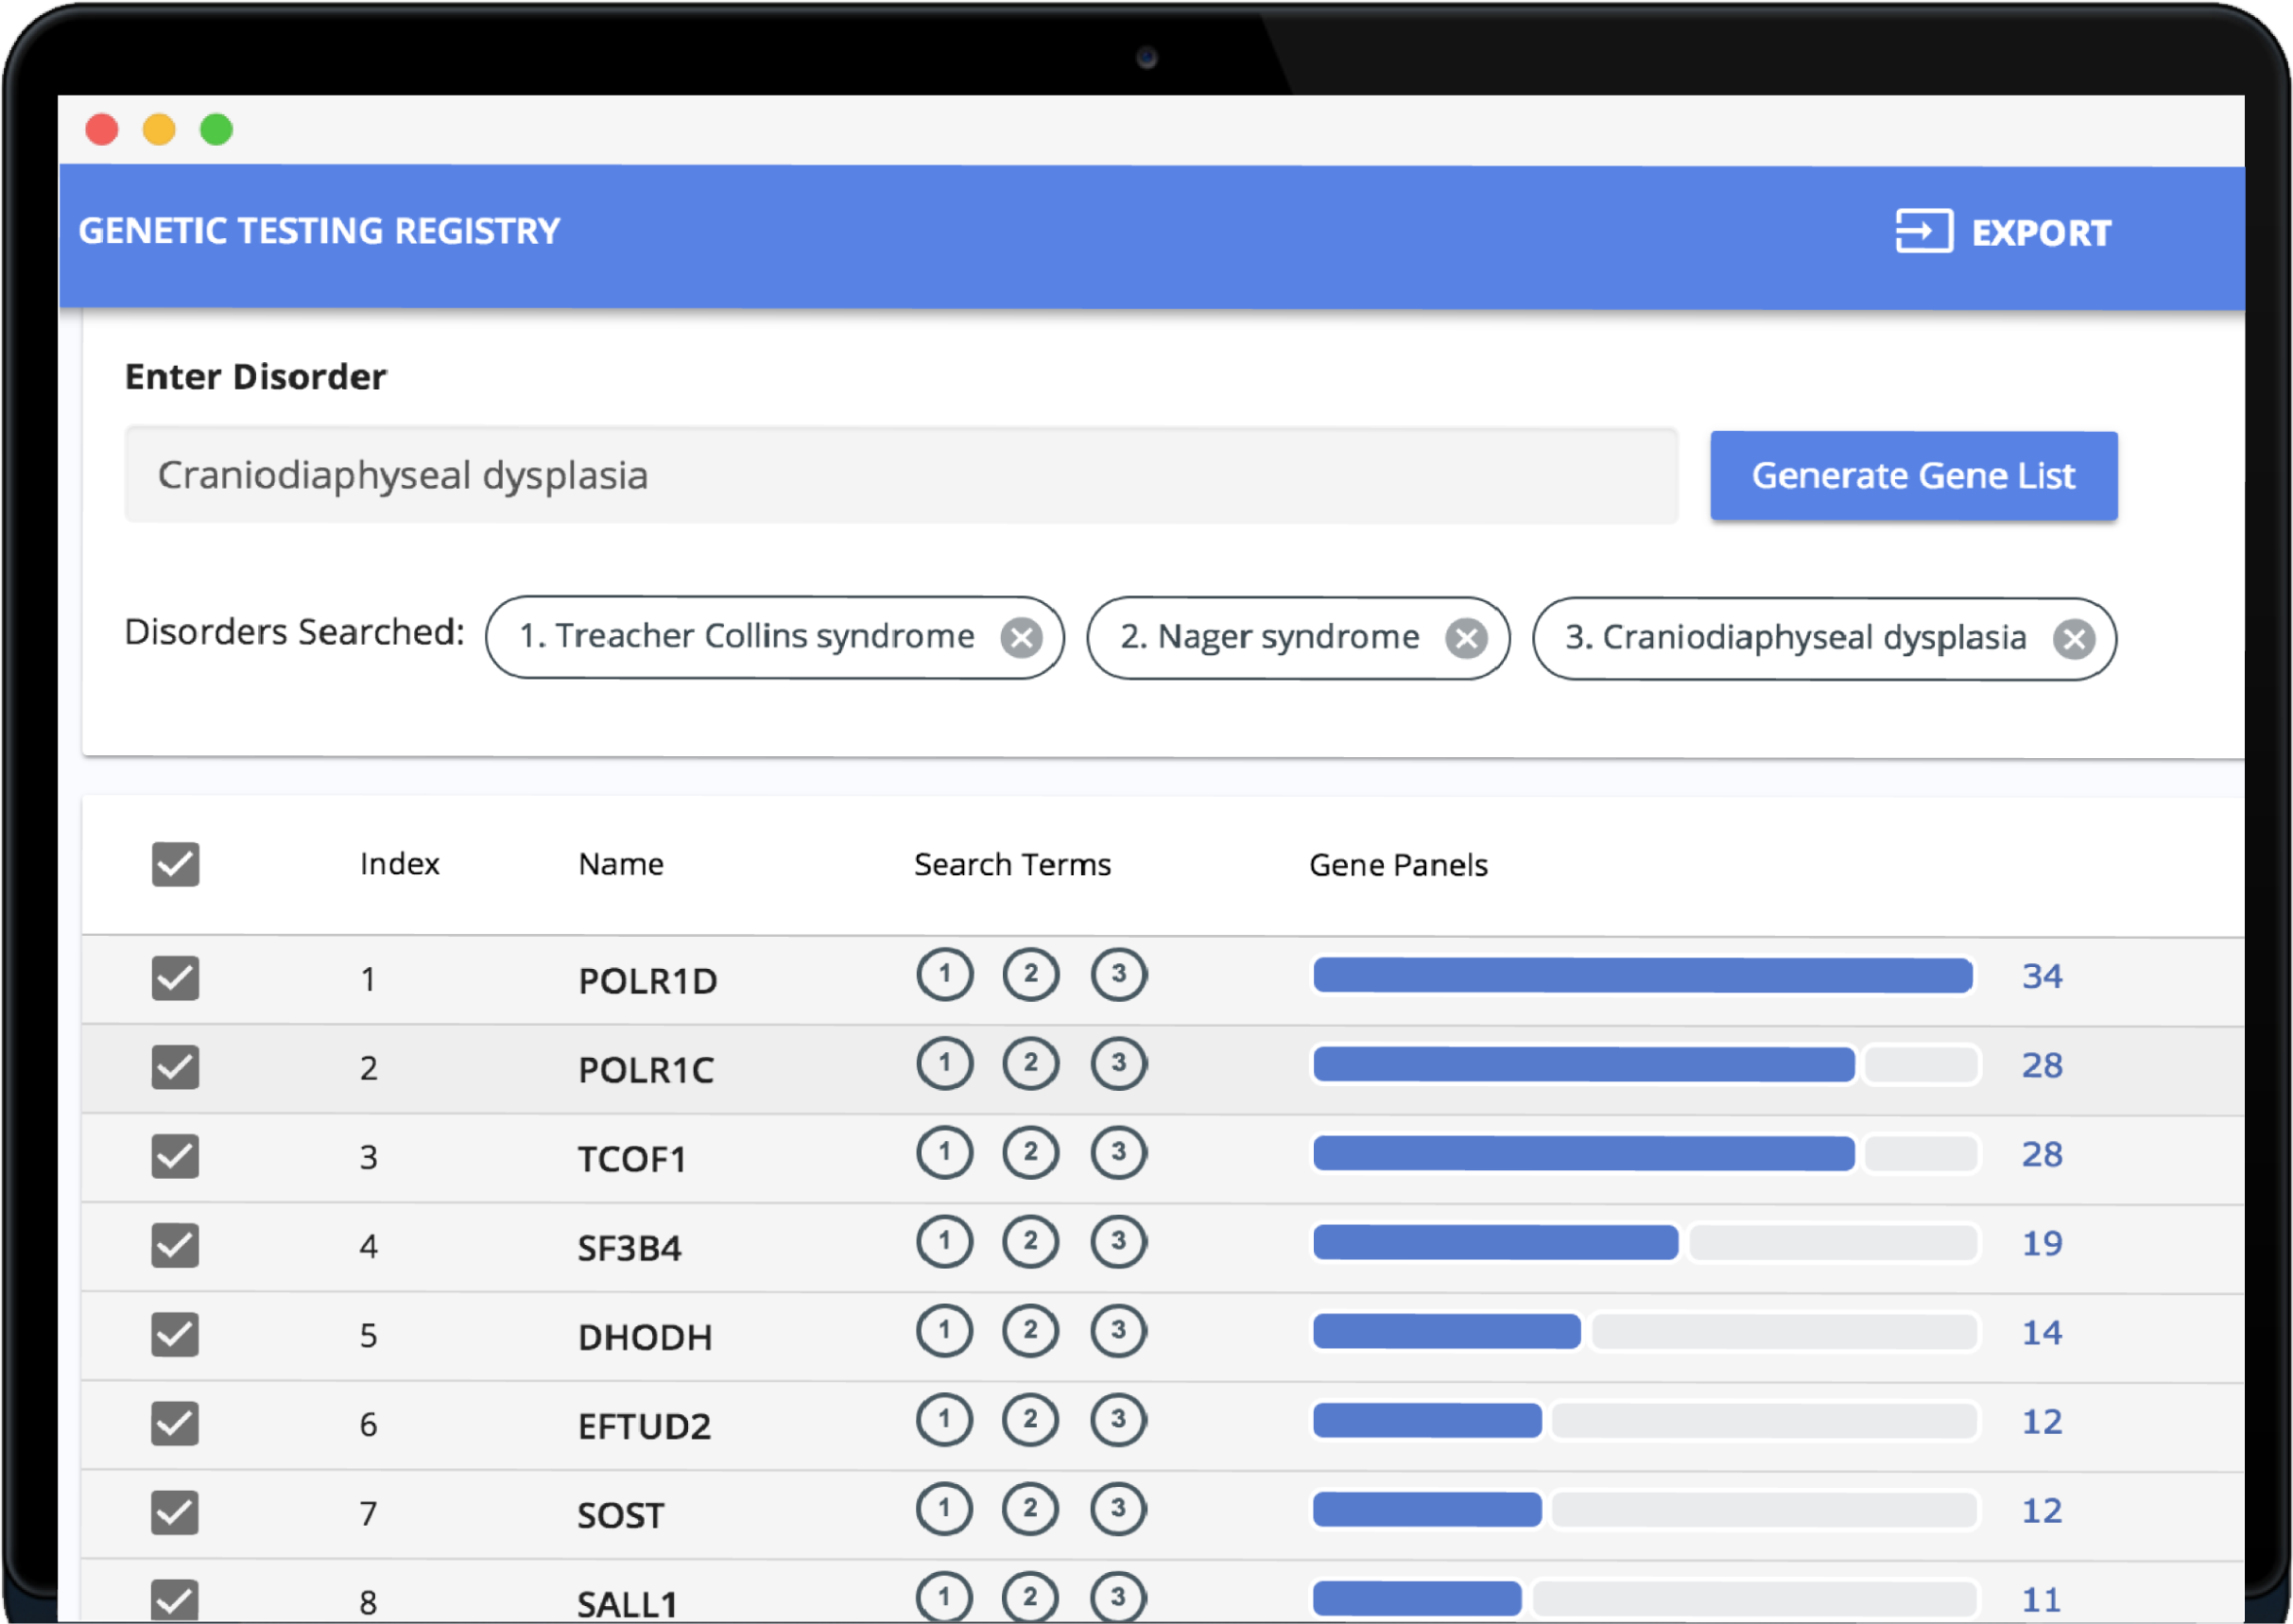 GENETIC TESTING REGISTRY EXPORT
Enter Disorder
Craniodiaphyseal dysplasia Generate Gene List
Disorders Searched: 1. Treacher Collins syndrome 2. Nager syndrome 3. Craniodiaphyseal dysplasia
Index Name Search Terms Gene Panels
1 POLR1D 1 2 3 34
2 POLR1C 1 2 3 28
3 TCOF1 1 2 3 28
4 SF3B4 1 2 3 19
5 DHODH 1 2 3 14
6 EFTUD2 1 2 3 12
7 SOST 1 2 3 12
8 SALL1 1 2 3 11